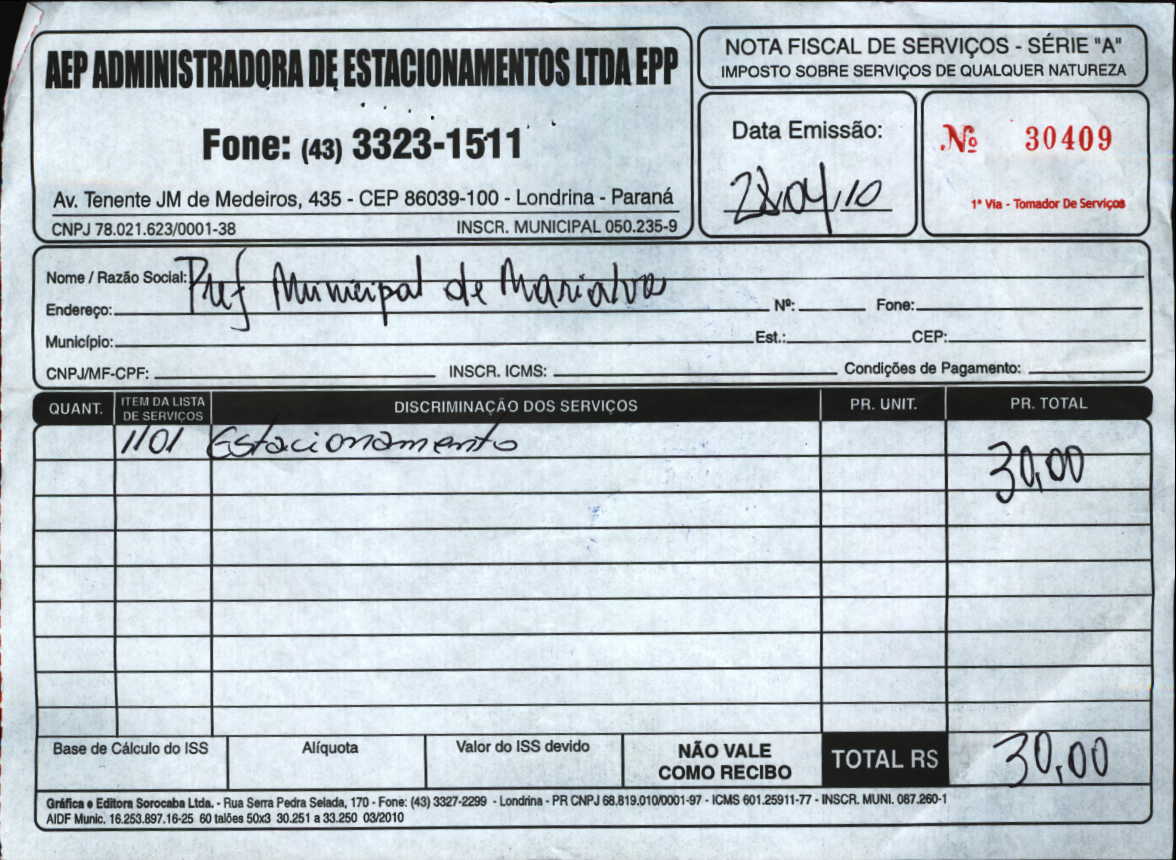 AEP ADMINISTRADORA DE ESTACIONAMENTOS LTDA EPP
Fone: (43) 3323-1511
Av. Tenente JM de Medeiros, 435 - CEP 86039-100 - Londrina - Paraná
CNPJ 78.021.623/0001-38 INSCR. MUNICIPAL 050.235-9
NOTA FISCAL DE SERVIÇOS - SÉRIE "A"
IMPOSTO SOBRE SERVIÇOS DE QUALQUER NATUREZA
Data Emissão:
28/04/10
Nº 30409
1ª Via - Tomador De Serviços
Nome / Razão Social: Pref Municipal de Marialva
Endereço: Nº: Fone:
Município: Est.: CEP:
CNPJ/MF-CPF: INSCR. ICMS: Condições de Pagamento:
QUANT. ITEM DA LISTA DE SERVIÇOS DISCRIMINAÇÃO DOS SERVIÇOS PR. UNIT. PR. TOTAL
1101 Estacionamento 30,00
Base de Cálculo do ISS Alíquota Valor do ISS devido NÃO VALE COMO RECIBO TOTAL RS 30,00
Gráfica e Editora Sorocaba Ltda. - Rua Serra Pedra Selada, 170 - Fone: (43) 3327-2299 - Londrina - PR CNPJ 68.819.010/0001-97 - ICMS 601.25911-77 - INSCR. MUNI. 067.260-1
AIDF Munic. 16.253.897.16-25 60 talões 50x3 30.251 a 33.250 03/2010